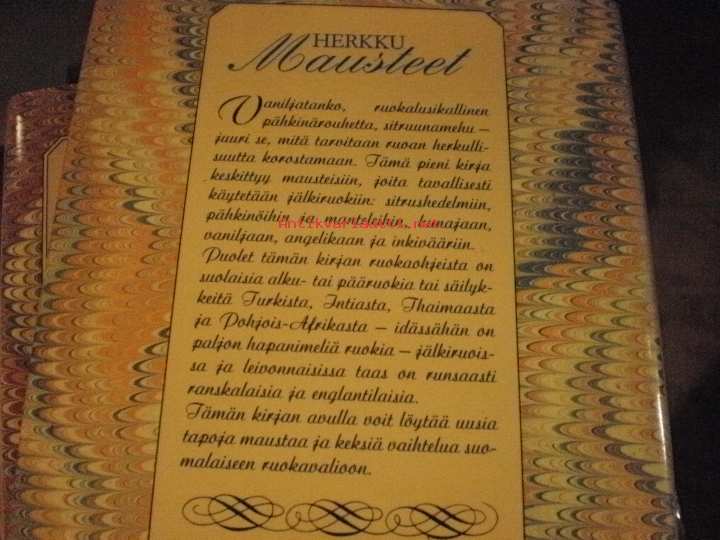 HERKKU
Mausteet
Vaniljatanko, ruokalusikallinen
pähkinärouhetta, sitruunamehu –
juuri se, mitä tarvitaan ruoan herkulli-
suutta korostamaan. Tämä pieni kirja
keskittyy mausteisiin, joita tavallisesti
käytetään jälkiruokiin: sitrushedelmiin,
pähkinöihin ja manteleihin, hunajaan,
vaniljaan, angelikaan ja inkivääriin.
Puolet tämän kirjan ruokaohjeista on
suolaisia alku- tai pääruokia tai säilyk-
keitä Turkista, Intiasta, Thaimaasta
ja Pohjois-Afrikasta – idässähän on
paljon hapanimeliä ruokia – jälkiruois-
sa ja leivonnaisissa taas on runsaasti
ranskalaisia ja englantilaisia.
Tämän kirjan avulla voit löytää uusia
tapoja maustaa ja keksiä vaihtelua suo-
malaiseen ruokavalioon.